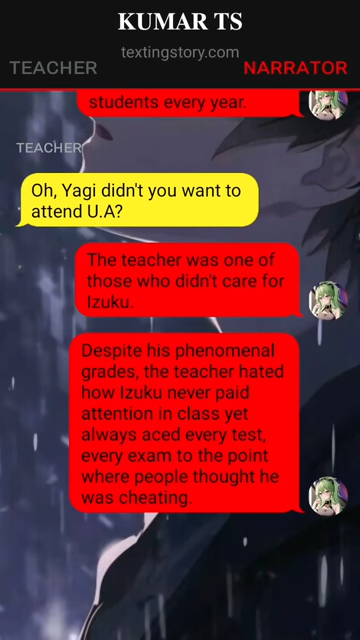 KUMAR TS
textingstory.com
TEACHER
NARRATOR
students every year.
TEACHER
Oh, Yagi didn't you want to
attend U.A?
The teacher was one of
those who didn't care for
Izuku.
Despite his phenomenal
grades, the teacher hated
how Izuku never paid
attention in class yet
always aced every test,
every exam to the point
where people thought he
was cheating.